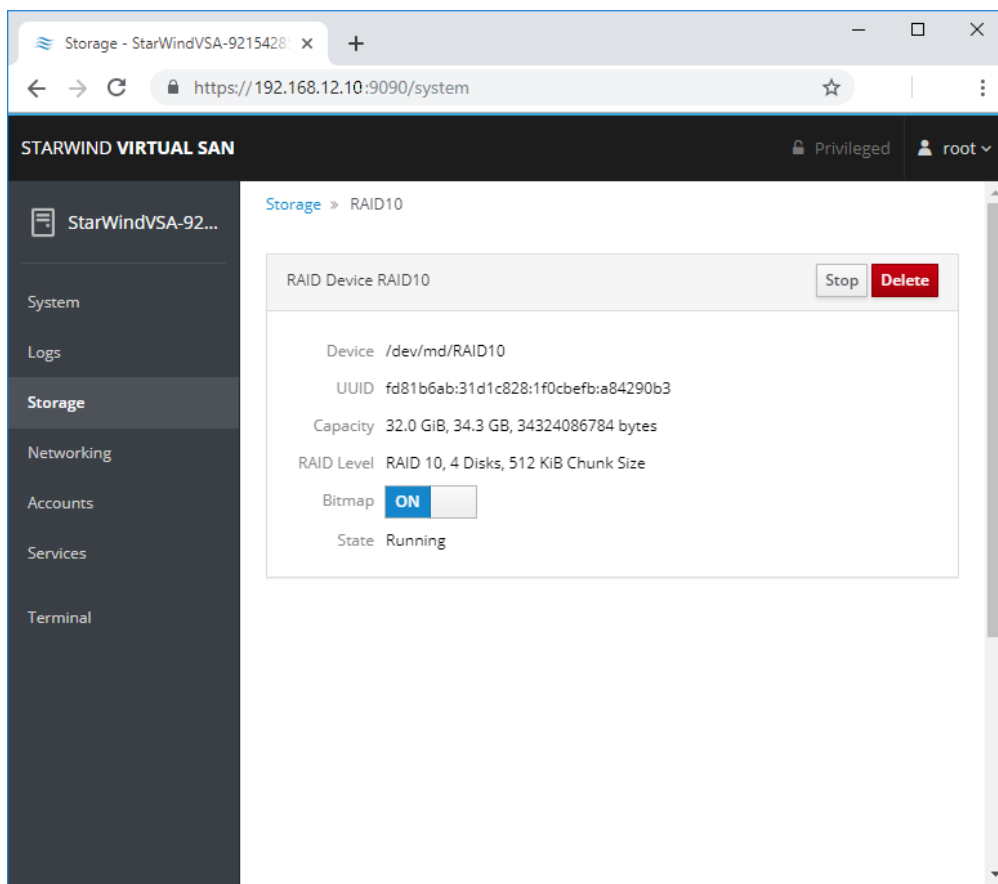 Storage - StarWindVSA-9215428
https://192.168.12.10:9090/system
STARWIND VIRTUAL SAN
Privileged
root
StarWindVSA-92...
System
Logs
Storage
Networking
Accounts
Services
Terminal
Storage » RAID10
RAID Device RAID10
Stop
Delete
Device /dev/md/RAID10
UUID fd81b6ab:31d1c828:1f0cbefb:a84290b3
Capacity 32.0 GiB, 34.3 GB, 34324086784 bytes
RAID Level RAID 10, 4 Disks, 512 KiB Chunk Size
Bitmap ON
State Running